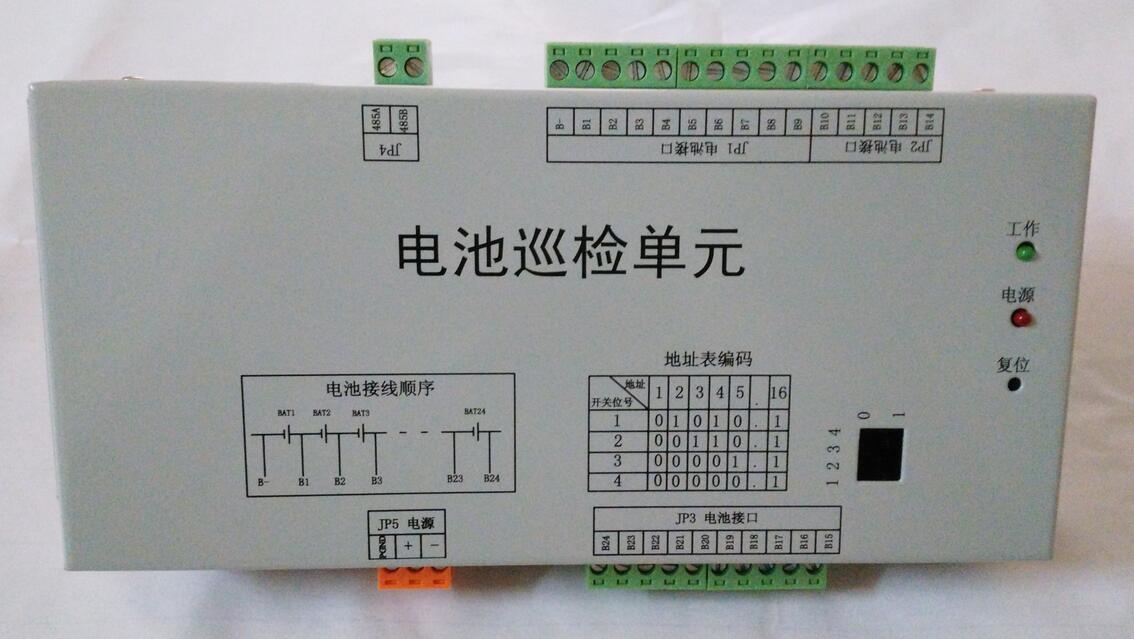 485A 485B
JP4
B- B1 B2 B3 B4 B5 B6 B7 B8 B9 B10 B11 B12 B13 B14
JP1 电池接口 JP2 电池接口
电池巡检单元
工作
电源
复位
电池接线顺序
BAT1 BAT2 BAT3 BAT24
B- B1 B2 B3 B23 B24
地址表编码
地址 1 2 3 4 5 . 16
开关位号
1 0 1 0 1 0 . 1
2 0 0 1 1 0 . 1
3 0 0 0 0 1 . 1
4 0 0 0 0 0 . 1
0 1
1 2 3 4
JP5 电源
PGND + -
JP3 电池接口
B24 B23 B22 B21 B20 B19 B18 B17 B16 B15